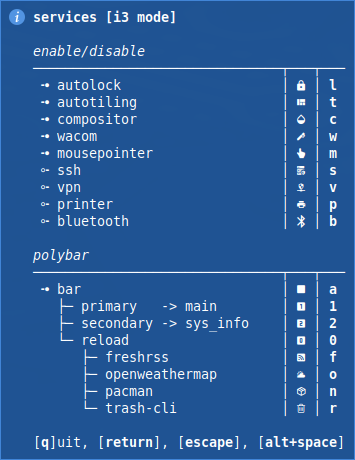 services [i3 mode]
enable/disable
autolock l
autotiling t
compositor c
wacom w
mousepointer m
ssh s
vpn v
printer p
bluetooth b
polybar
bar a
primary -> main 1 1
secondary -> sys_info 2 2
reload 0 0
freshrss f
openweathermap o
pacman n
trash-cli r
[q]uit, [return], [escape], [alt+space]